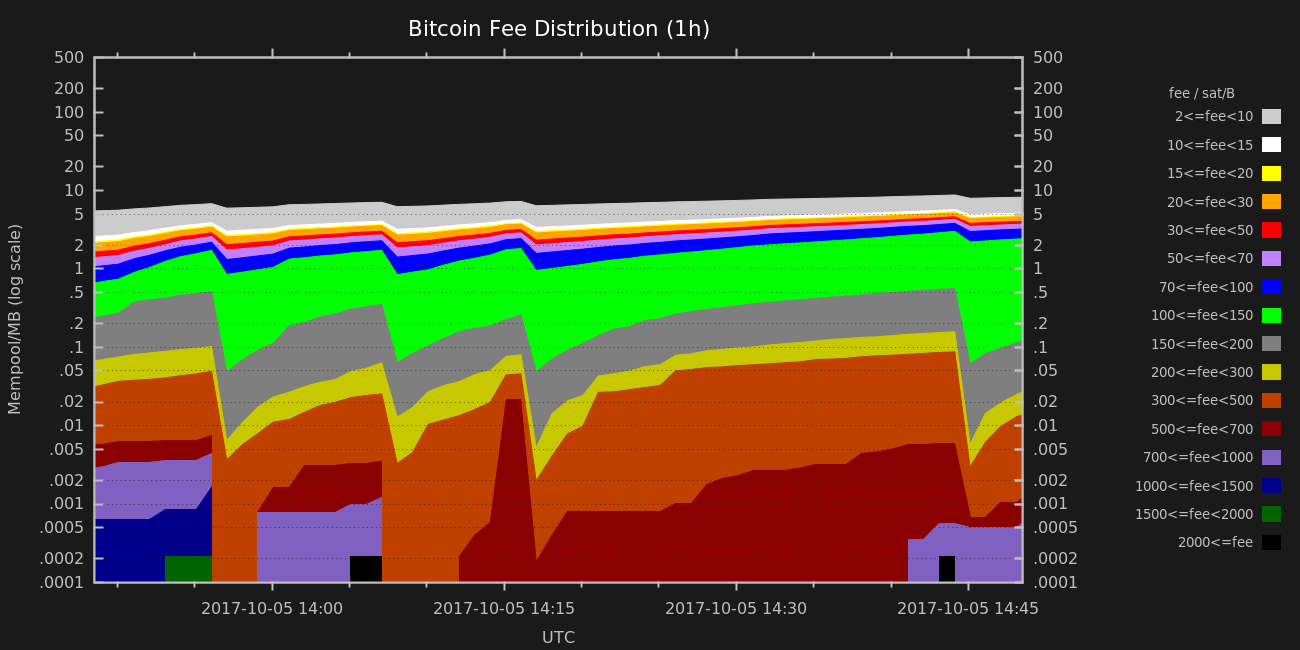 Bitcoin Fee Distribution (1h)
Mempool/MB (log scale)
500
200
100
50
20
10
5
2
1
.5
.2
.1
.05
.02
.01
.005
.002
.001
.0005
.0002
.0001
500
200
100
50
20
10
5
2
1
.5
.2
.1
.05
.02
.01
.005
.002
.001
.0005
.0002
.0001
2017-10-05 14:00
2017-10-05 14:15
2017-10-05 14:30
2017-10-05 14:45
UTC
fee / sat/B
2<=fee<10
10<=fee<15
15<=fee<20
20<=fee<30
30<=fee<50
50<=fee<70
70<=fee<100
100<=fee<150
150<=fee<200
200<=fee<300
300<=fee<500
500<=fee<700
700<=fee<1000
1000<=fee<1500
1500<=fee<2000
2000<=fee